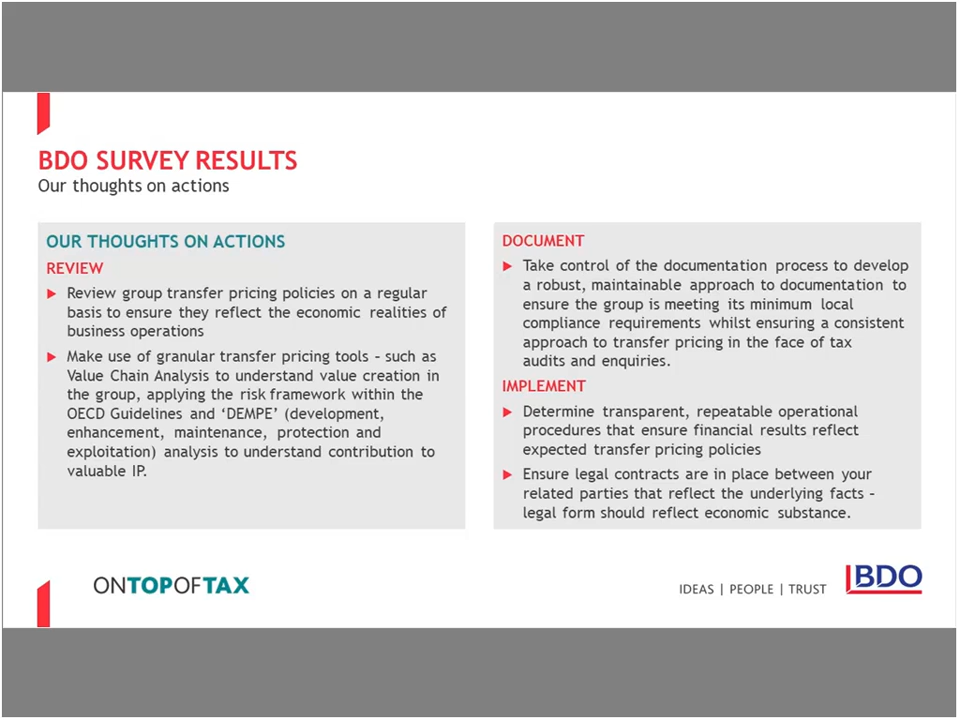 BDO SURVEY RESULTS
Our thoughts on actions
OUR THOUGHTS ON ACTIONS
REVIEW
Review group transfer pricing policies on a regular
basis to ensure they reflect the economic realities of
business operations
Make use of granular transfer pricing tools – such as
Value Chain Analysis to understand value creation in
the group, applying the risk framework within the
OECD Guidelines and ‘DEMPE’ (development,
enhancement, maintenance, protection and
exploitation) analysis to understand contribution to
valuable IP.
DOCUMENT
Take control of the documentation process to develop
a robust, maintainable approach to documentation to
ensure the group is meeting its minimum local
compliance requirements whilst ensuring a consistent
approach to transfer pricing in the face of tax
audits and enquiries.
IMPLEMENT
Determine transparent, repeatable operational
procedures that ensure financial results reflect
expected transfer pricing policies
Ensure legal contracts are in place between your
related parties that reflect the underlying facts –
legal form should reflect economic substance.
ONTOPOFTAX
IDEAS | PEOPLE | TRUST
BDO